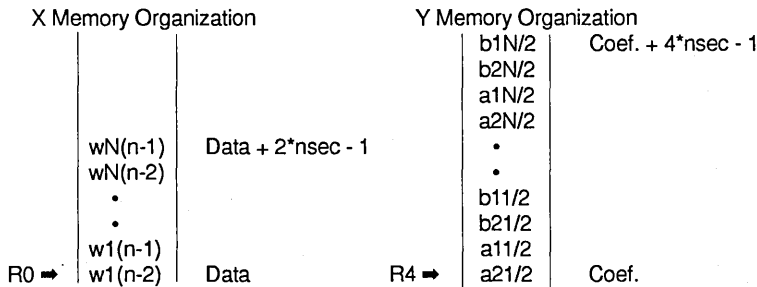 X Memory Organization
Y Memory Organization
b1N/2 Coef. + 4*nsec - 1
b2N/2
a1N/2
a2N/2
wN(n-1) Data + 2*nsec - 1
wN(n-2)
•
•
•
•
b11/2
b21/2
w1(n-1)
a11/2
R0 ➡ w1(n-2) Data
R4 ➡ a21/2 Coef.